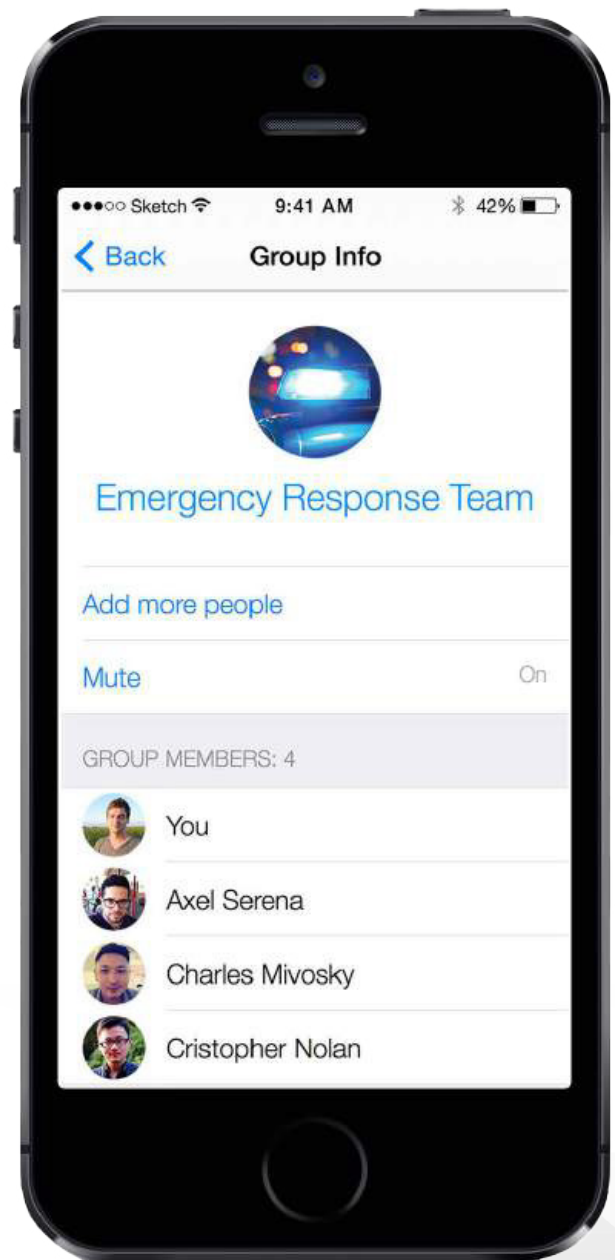 Sketch 9:41 AM 42%
Back Group Info
Emergency Response Team
Add more people
Mute On
GROUP MEMBERS: 4
You
Axel Serena
Charles Mivosky
Cristopher Nolan